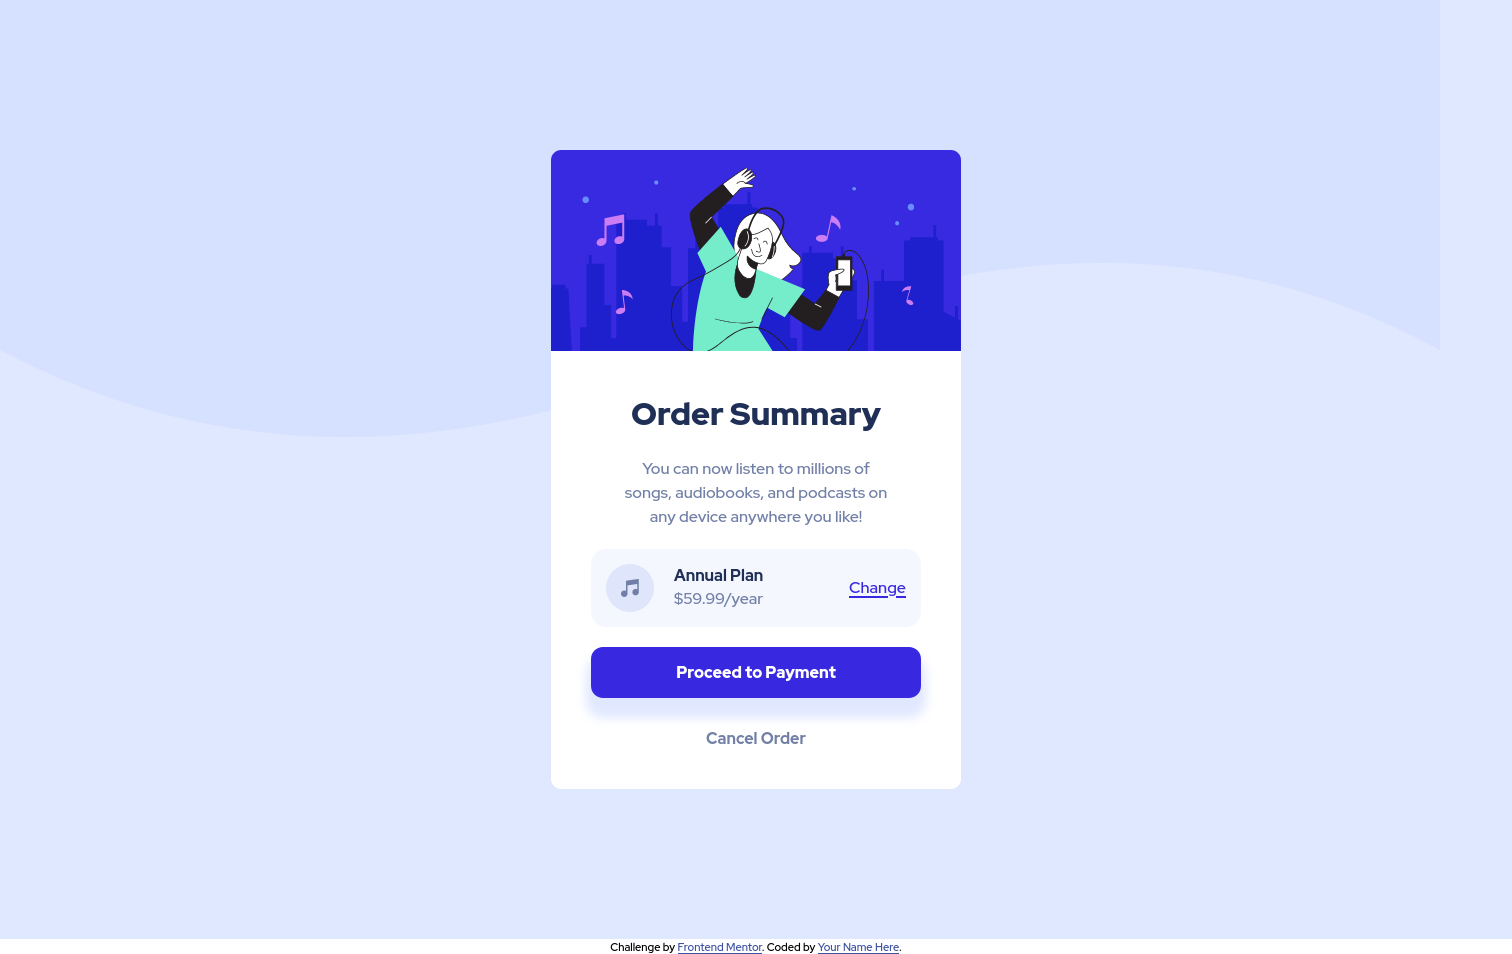 Order Summary
You can now listen to millions of
songs, audiobooks, and podcasts on
any device anywhere you like!
Annual Plan
$59.99/year
Change
Proceed to Payment
Cancel Order
Challenge by Frontend Mentor. Coded by Your Name Here.